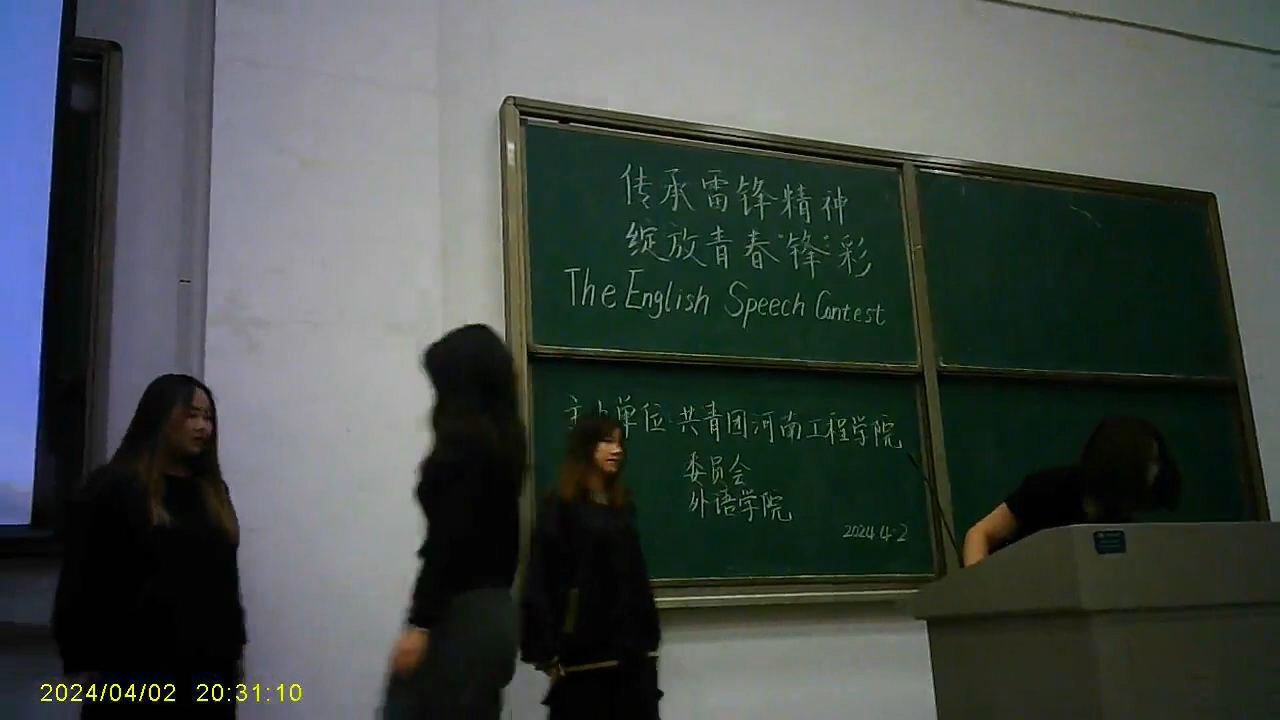 传承雷锋精神
绽放青春"锋"彩
The English Speech Contest
主办单位:共青团河南工程学院
委员会
外语学院
2024.4.2
2024/04/02 20:31:10